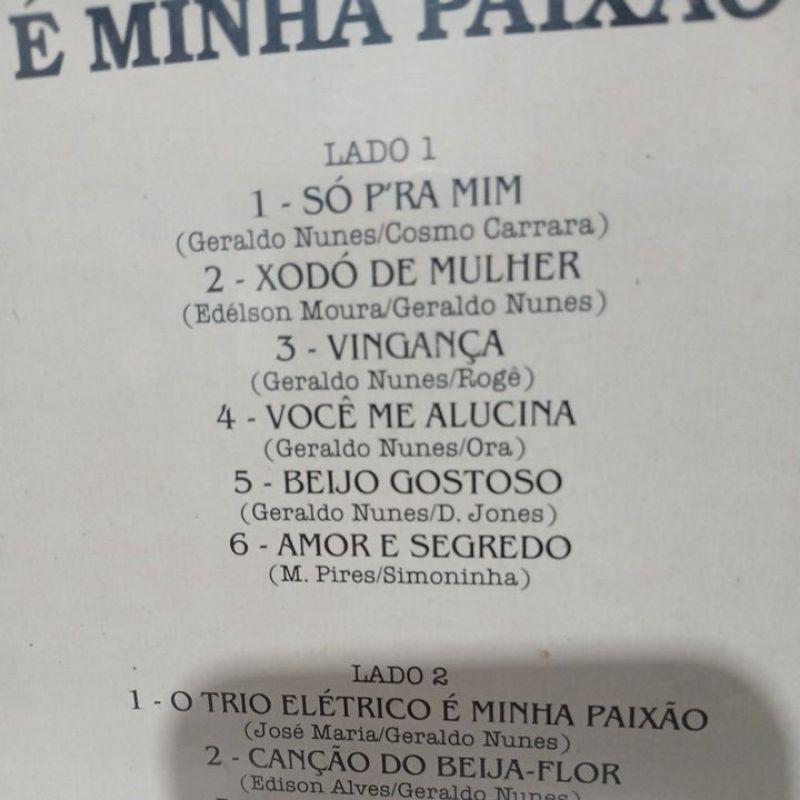 É MINHA PAIXÃO
LADO 1
1 - SÓ P'RA MIM
(Geraldo Nunes/Cosmo Carrara)
2 - XODÓ DE MULHER
(Edélson Moura/Geraldo Nunes)
3 - VINGANÇA
(Geraldo Nunes/Rogê)
4 - VOCÊ ME ALUCINA
(Geraldo Nunes/Ora)
5 - BEIJO GOSTOSO
(Geraldo Nunes/D. Jones)
6 - AMOR E SEGREDO
(M. Pires/Simoninha)
LADO 2
1 - O TRIO ELÉTRICO É MINHA PAIXÃO
(José Maria/Geraldo Nunes)
2 - CANÇÃO DO BEIJA-FLOR
(Edison Alves/Geraldo Nunes)